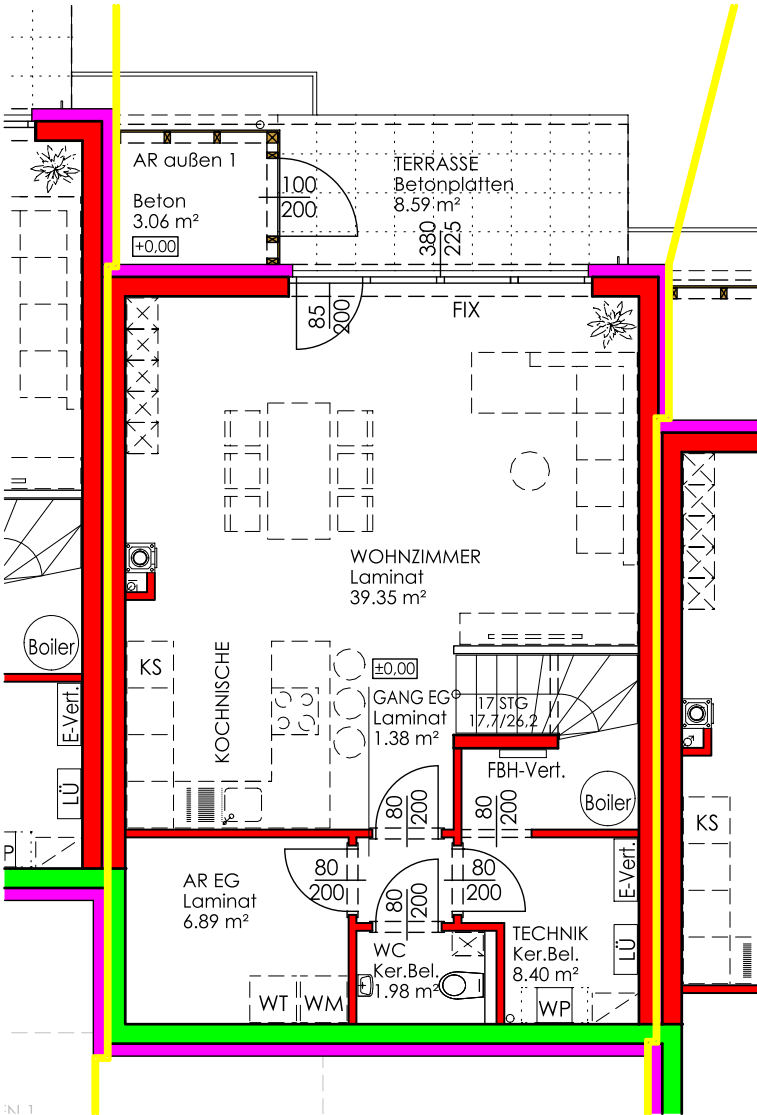 AR außen 1
Beton
3.06 m²
+0,00
100
200
TERRASSE
Betonplatten
8.59 m²
380
225
85
200
FIX
WOHNZIMMER
Laminat
39.35 m²
Boiler
E-Vert.
LÜ
P
KS
KOCHNISCHE
±0,00
GANG EG
Laminat
1.38 m²
17 STG
17,7/26,2
FBH-Vert.
Boiler
80
200
80
200
KS
AR EG
Laminat
6.89 m²
80
200
80
200
80
200
E-Vert.
LÜ
WC
Ker.Bel.
1.98 m²
TECHNIK
Ker.Bel.
8.40 m²
WT
WM
WP